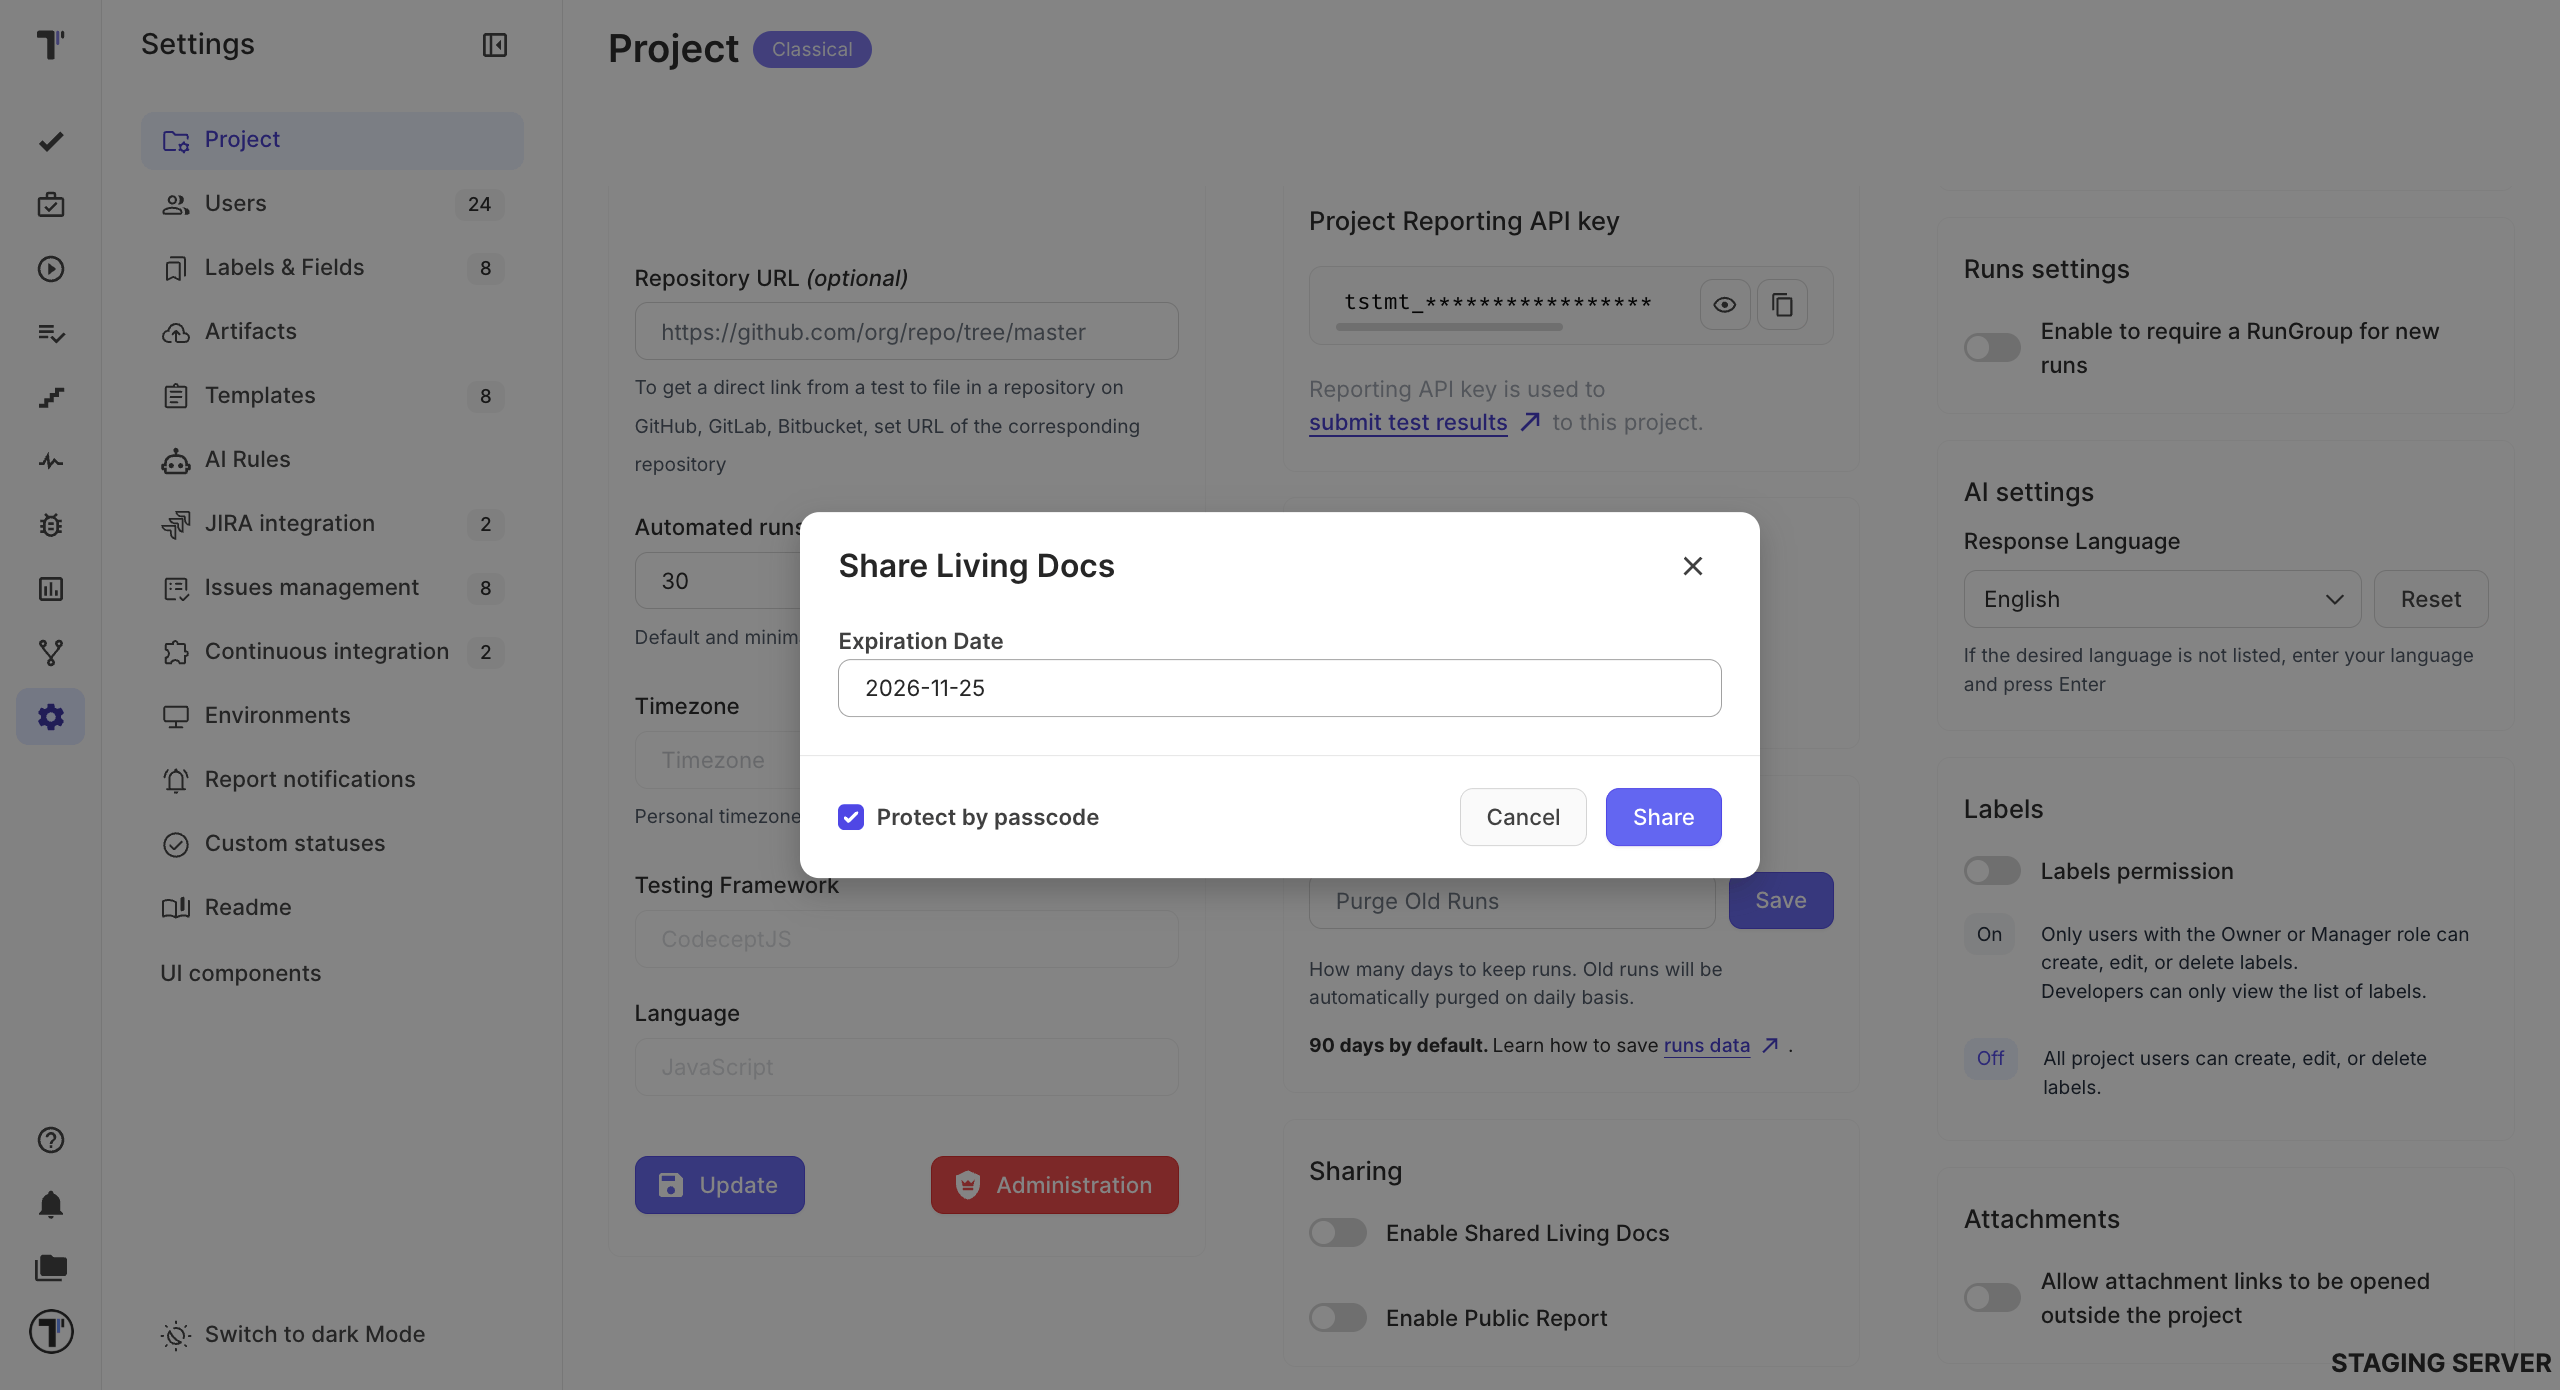 Settings
Project
Users 24
Labels & Fields 8
Artifacts
Templates 8
AI Rules
JIRA integration 2
Issues management 8
Continuous integration 2
Environments
Report notifications
Custom statuses
Readme
UI components
Switch to dark Mode
Project Classical
Repository URL (optional)
https://github.com/org/repo/tree/master
To get a direct link from a test to file in a repository on
GitHub, GitLab, Bitbucket, set URL of the corresponding
repository
Automated runs
30
Default and minim
Timezone
Timezone
Personal timezone
Testing Framework
CodeceptJS
Language
JavaScript
Update
Administration
Project Reporting API key
tstmt_*****************
Reporting API key is used to
submit test results to this project.
Share Living Docs
Expiration Date
2026-11-25
Protect by passcode
Cancel
Share
Purge Old Runs
Save
How many days to keep runs. Old runs will be
automatically purged on daily basis.
90 days by default. Learn how to save runs data .
Sharing
Enable Shared Living Docs
Enable Public Report
Runs settings
Enable to require a RunGroup for new
runs
AI settings
Response Language
English
Reset
If the desired language is not listed, enter your language
and press Enter
Labels
Labels permission
On Only users with the Owner or Manager role can
create, edit, or delete labels.
Developers can only view the list of labels.
Off All project users can create, edit, or delete
labels.
Attachments
Allow attachment links to be opened
outside the project
STAGING SERVER